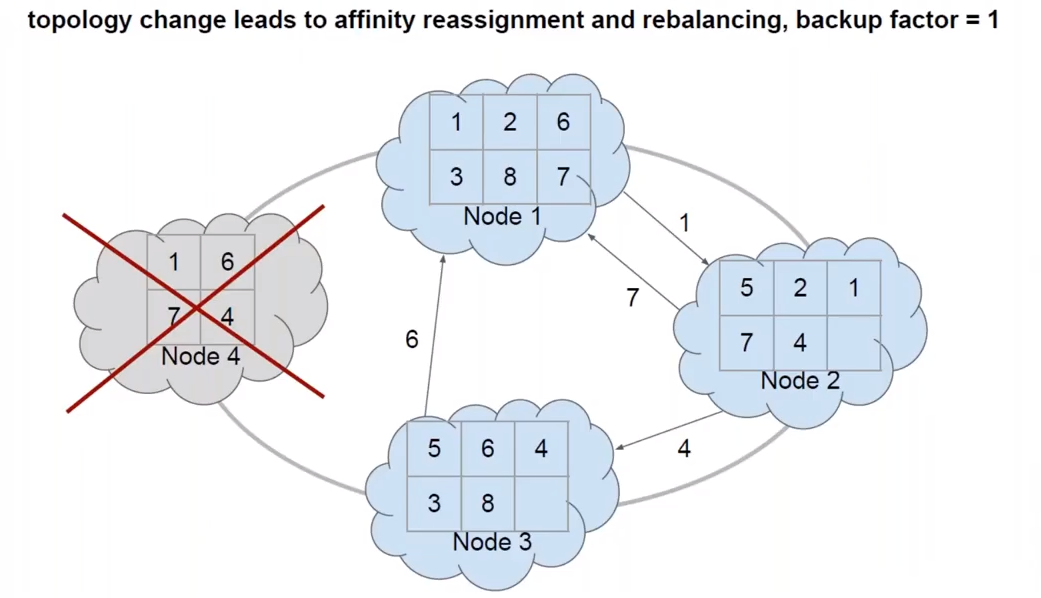 topology change leads to affinity reassignment and rebalancing, backup factor = 1
1 2 6
3 8 7
Node 1
1
7
6
4
1 6
7 4
Node 4
5 2 1
7 4
Node 2
5 6 4
3 8
Node 3